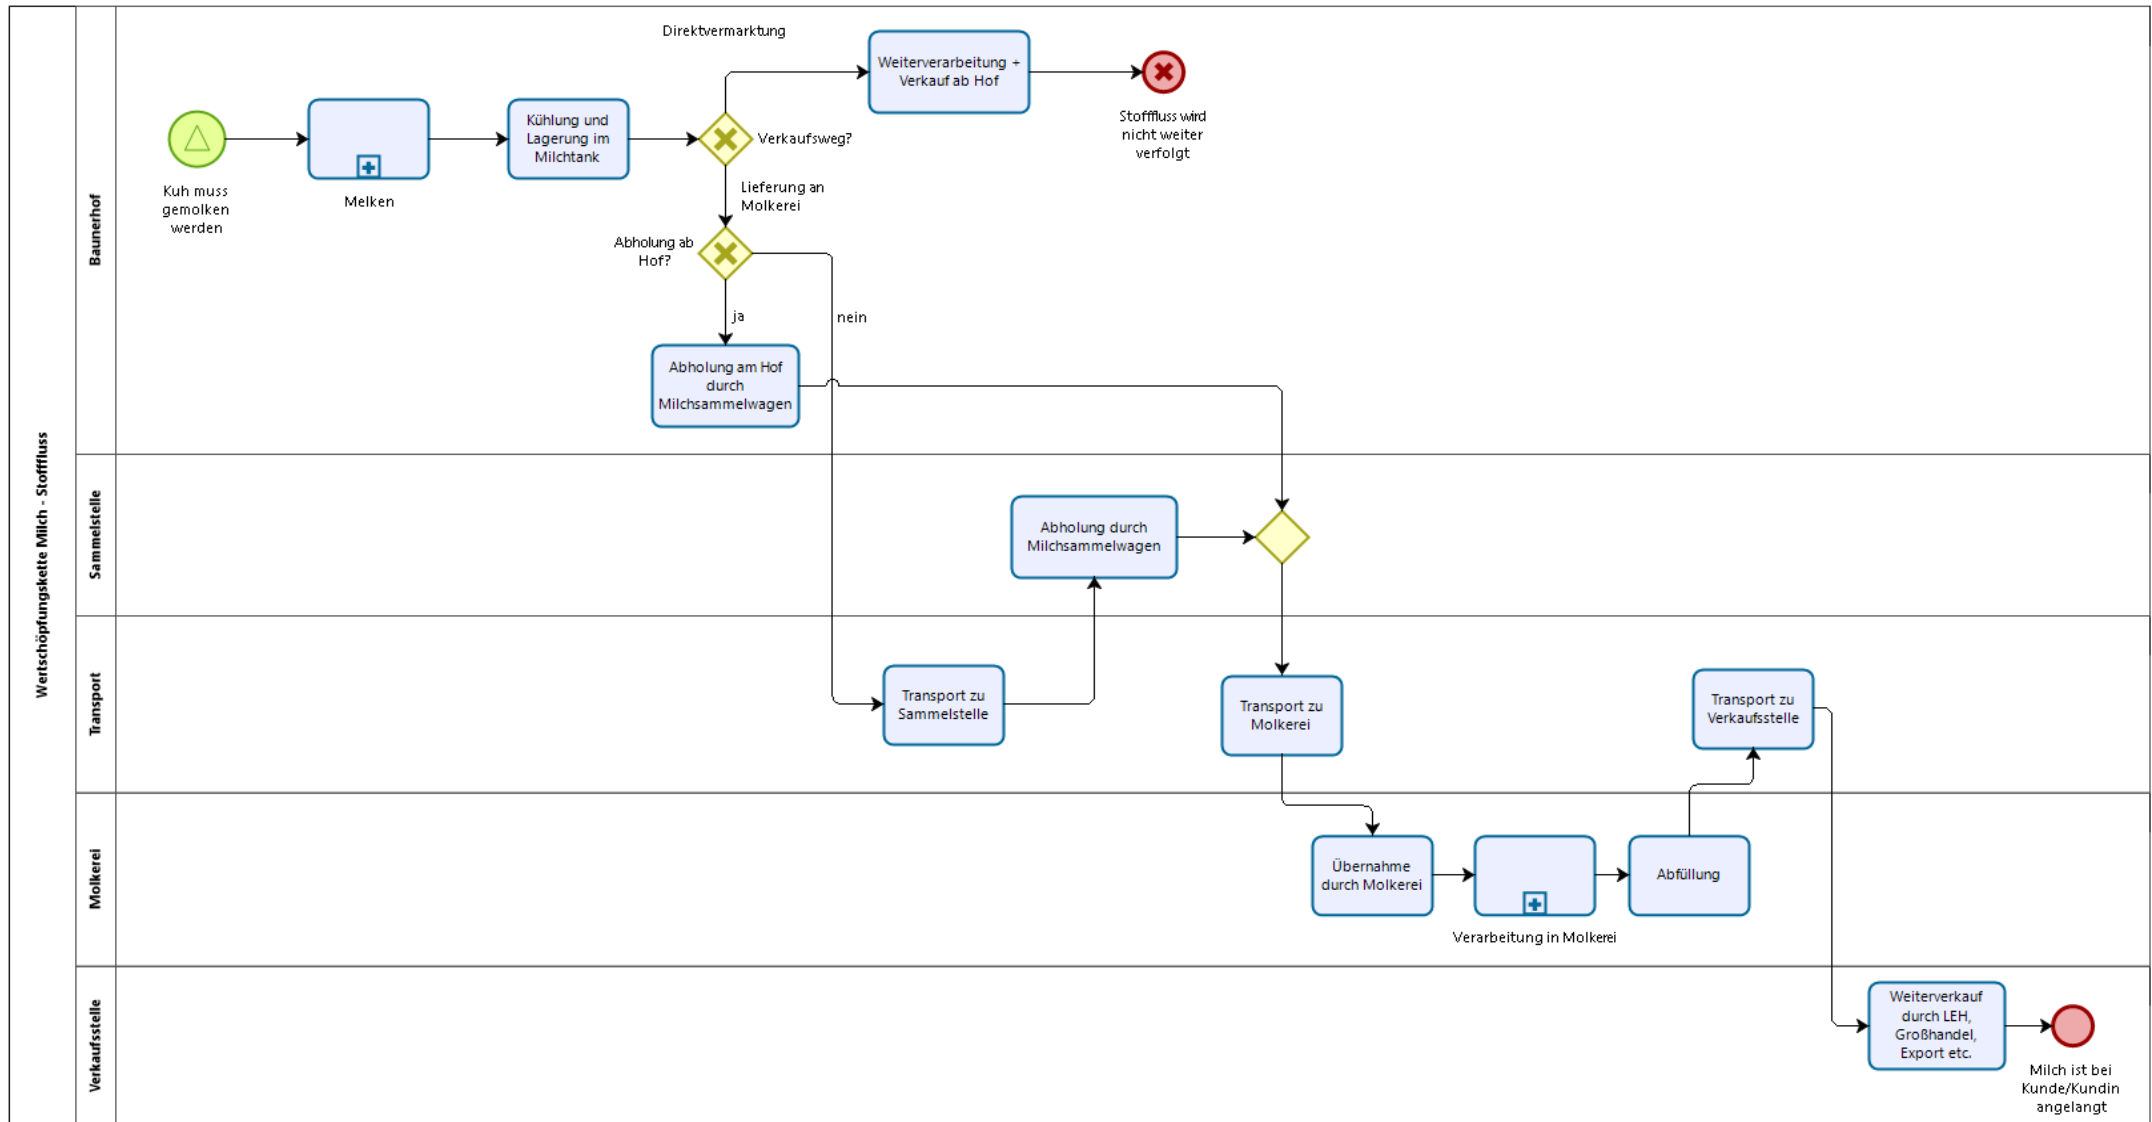 Wertschöpfungskette Milch - Stofffluss
Baunerhof
Direktvermarktung
Weiterverarbeitung +
Verkauf ab Hof
Stofffluss wird
nicht weiter
verfolgt
Kuh muss
gemolken
werden
Melken
Kühlung und
Lagerung im
Milchtank
Verkaufsweg?
Lieferung an
Molkerei
Abholung ab
Hof?
ja
nein
Abholung am Hof
durch
Milchsammelwagen
Sammelstelle
Abholung durch
Milchsammelwagen
Transport
Transport zu
Sammelstelle
Transport zu
Molkerei
Transport zu
Verkaufsstelle
Molkerei
Übernahme
durch Molkerei
Verarbeitung in Molkerei
Abfüllung
Verkaufsstelle
Weiterverkauf
durch LEH,
Großhandel,
Export etc.
Milch ist bei
Kunde/Kundin
angelangt